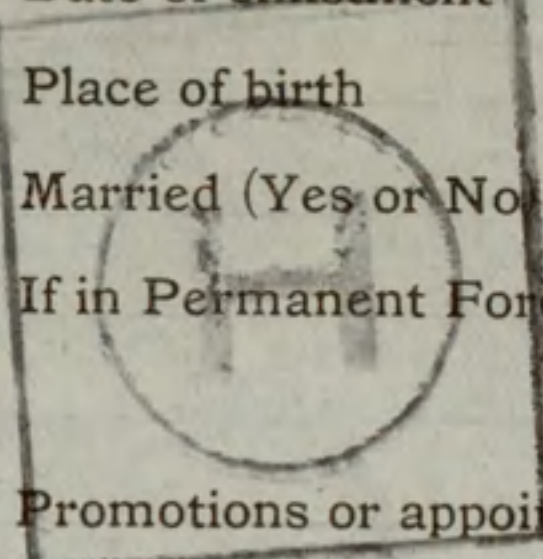 Place of birth
Married (Yes or No
If in Permanent For
H
Promotions or appoi